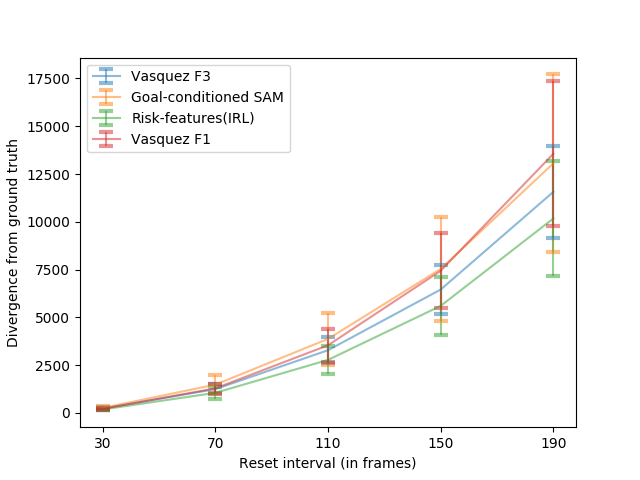 Vasquez F3
Goal-conditioned SAM
Risk-features(IRL)
Vasquez F1
Divergence from ground truth
17500
15000
12500
10000
7500
5000
2500
0
30 70 110 150 190
Reset interval (in frames)